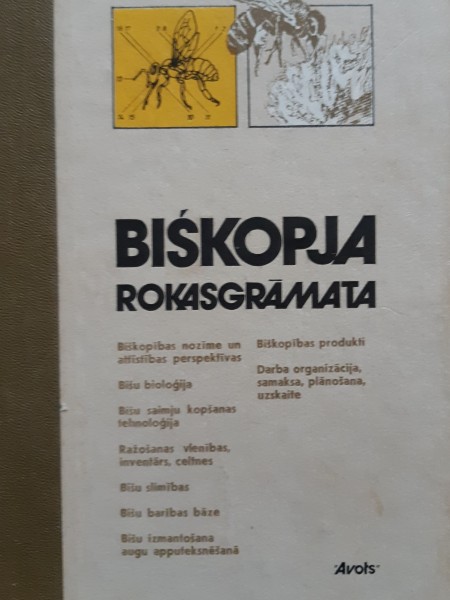 BIŠKOPJA
ROKASGRĀMATA
Biškopības nozīme un
attīstības perspektīvas
Bišu bioloģija
Bišu saimju kopšanas
tehnoloģija
Ražošanas vienības,
inventārs, celtnes
Bišu slimības
Bišu barības bāze
Bišu izmantošana
augu apputeksnēšanā
Biškopības produkti
Darba organizācija,
samaksa, plānošana,
uzskaite
"Avots"